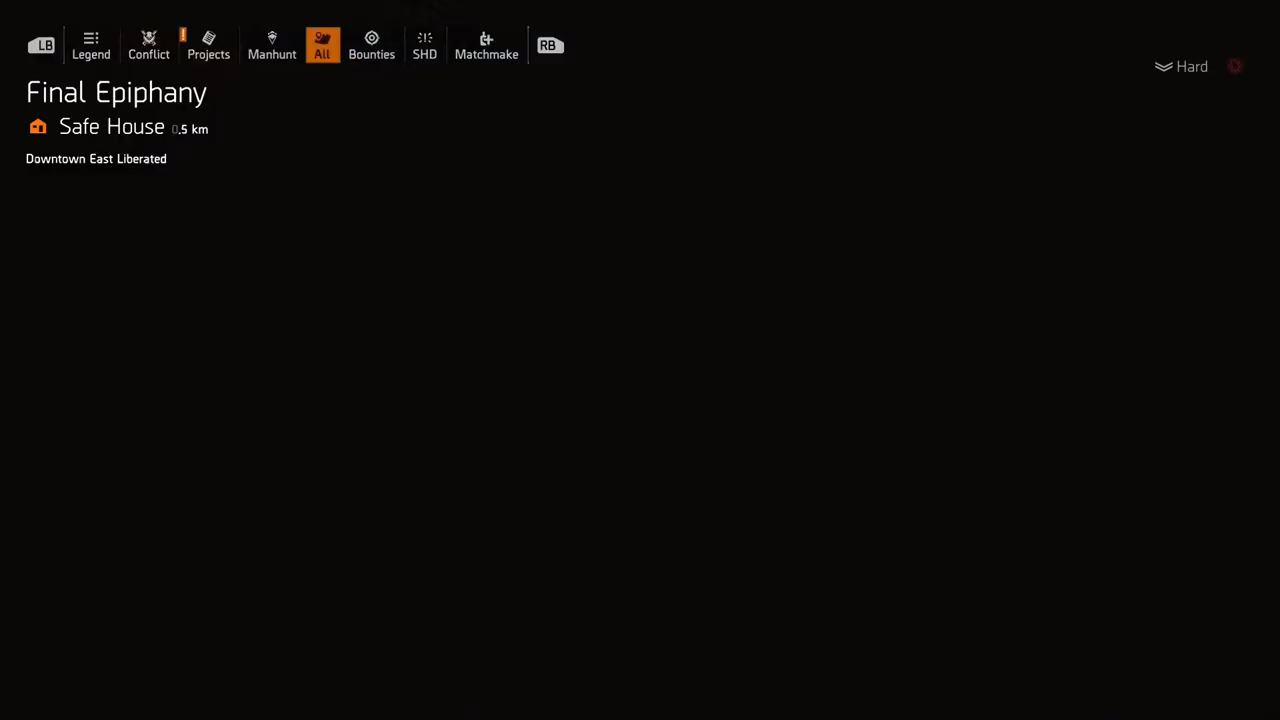 LB Legend Conflict ! Projects Manhunt All Bounties SHD Matchmake RB
Hard
Final Epiphany
Safe House 0.5 km
Downtown East Liberated